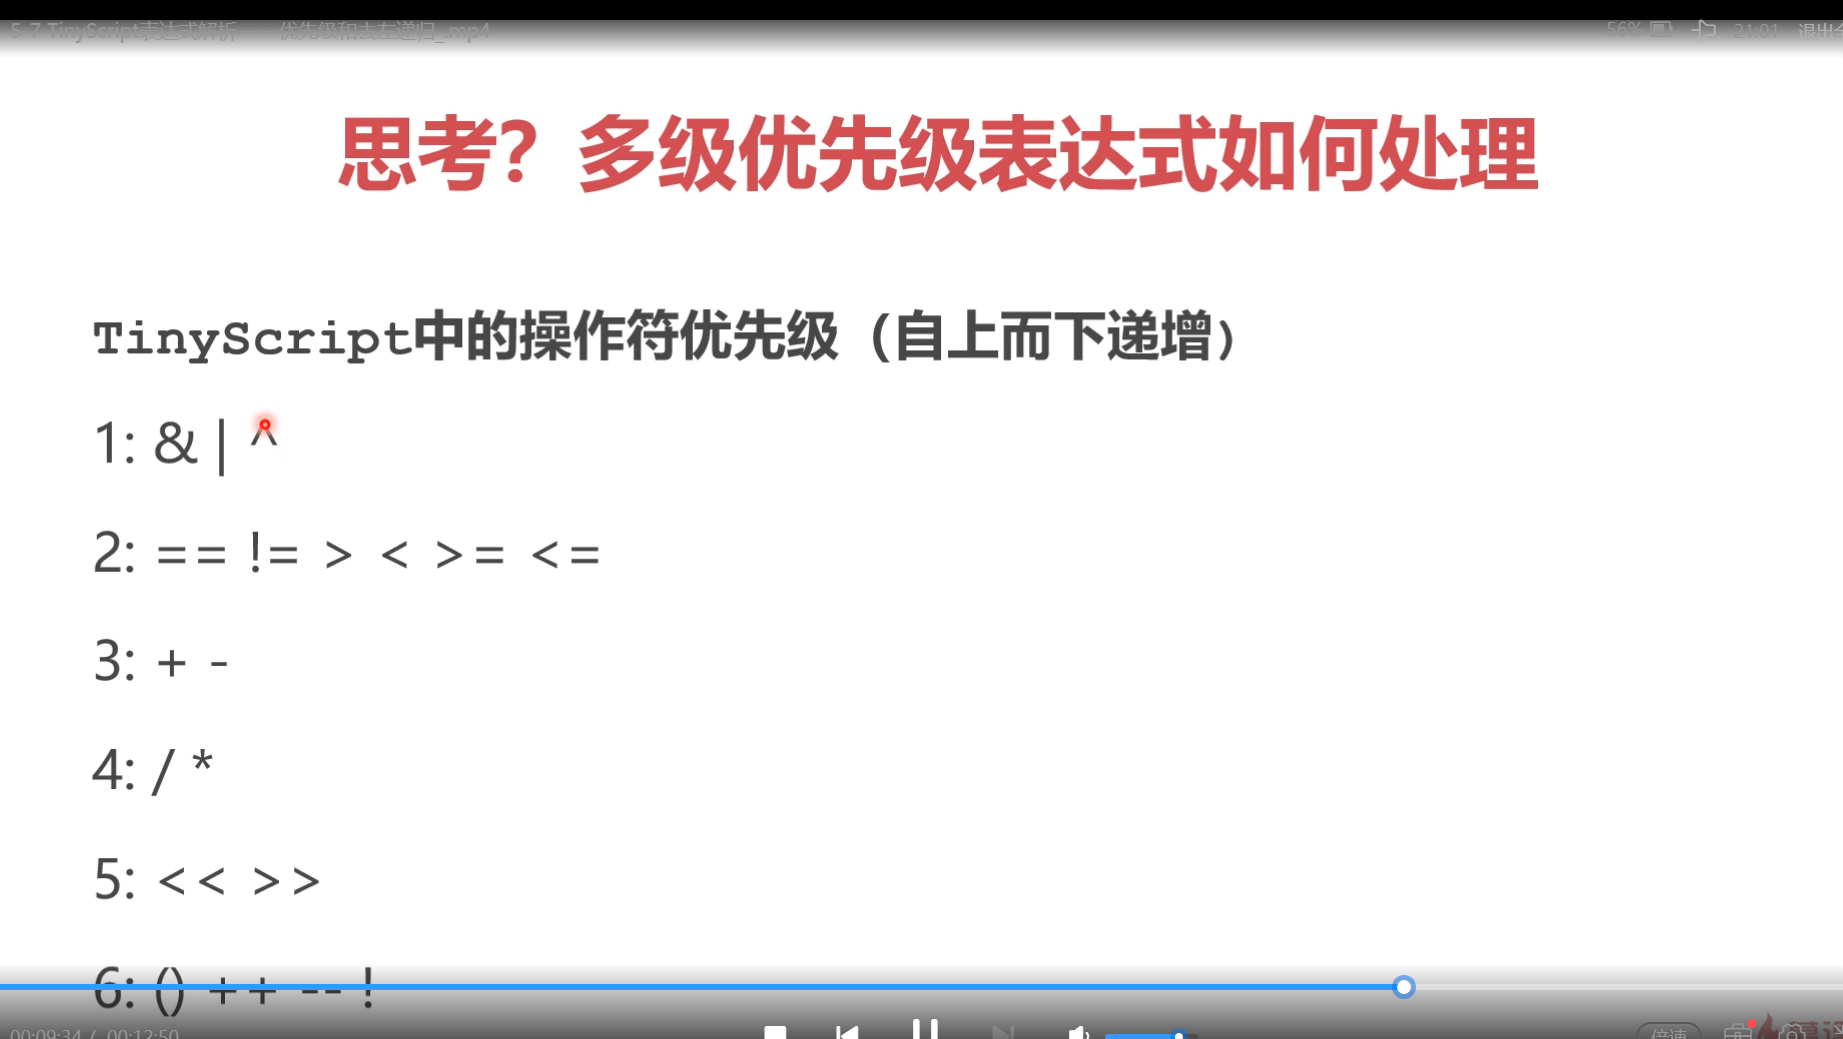 5-7 TinyScript表达式解析——优先级和去左递归_.mp4
56% 21:01 退出全
思考？多级优先级表达式如何处理
TinyScript中的操作符优先级（自上而下递增）
1: & | ^
2: == != > < >= <=
3: + -
4: / *
5: << >>
6: () ++ -- !
00:09:34 / 00:12:50
倍速